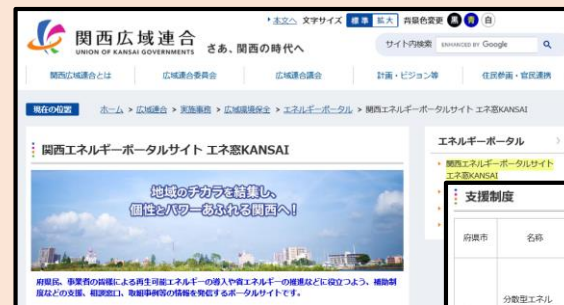 本文へ 文字サイズ 標準 拡大 背景色変更 黒 青 白
関西広域連合
UNION OF KANSAI GOVERNMENTS
さあ、関西の時代へ
サイト内検索 ENHANCED BY Google
関西広域連合とは 広域連合委員会 広域連合議会 計画・ビジョン等 住民参画・官民連携
現在の位置 ホーム > 広域連合 > 実施事務 > 広域環境保全 > エネルギーポータル > 関西エネルギーポータルサイト エネ窓KANSAI
関西エネルギーポータルサイト エネ窓KANSAI
地域のチカラを結集し、
個性とパワーあふれる関西へ!
府県民、事業者の皆様による再生可能エネルギーの導入や省エネルギーの推進などに役立つよう、補助制
度などの支援、相談窓口、取組事例等の情報を発信するポータルサイトです。
エネルギーポータル
関西エネルギーポータルサイト
エネ窓KANSAI
支援制度
府県市 名称
分散型エネル